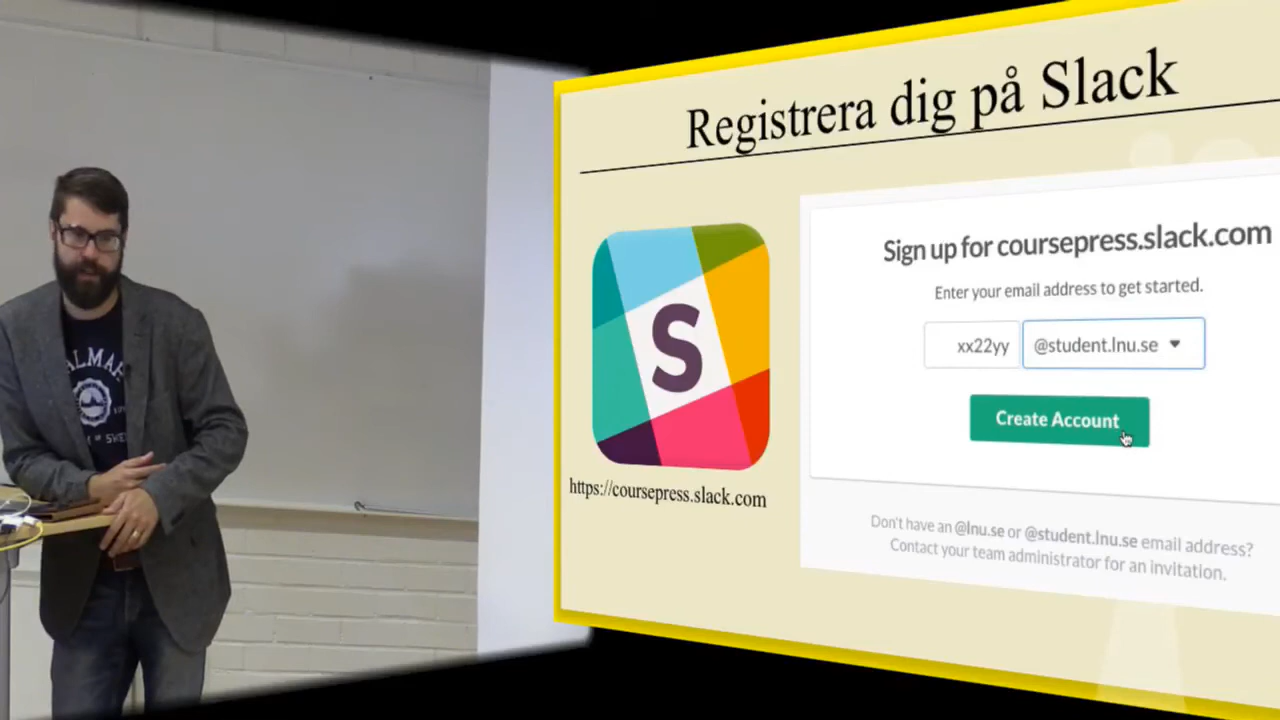 Registrera dig på Slack
S
https://coursepress.slack.com
Sign up for coursepress.slack.com
Enter your email address to get started.
xx22yy @student.lnu.se
Create Account
Don't have an @lnu.se or @student.lnu.se email address?
Contact your team administrator for an invitation.